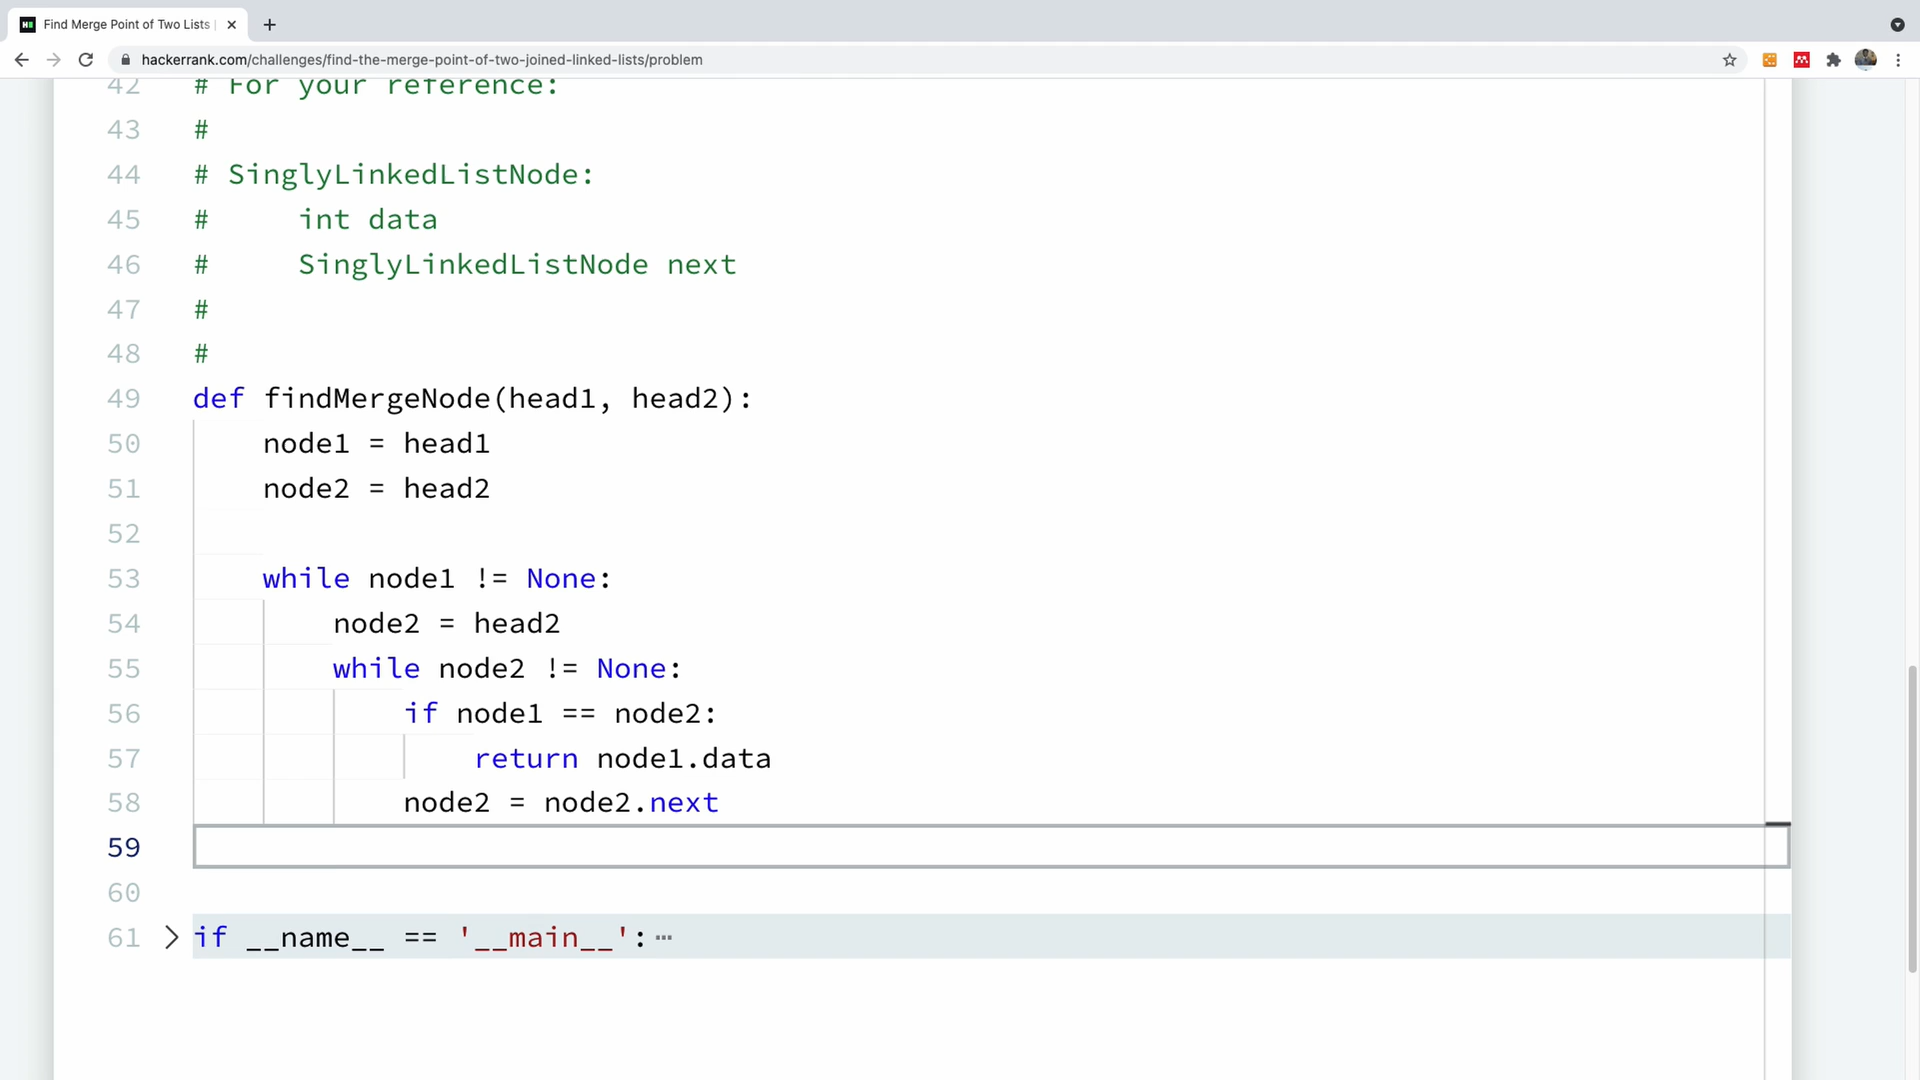 Find Merge Point of Two Lists |
hackerrank.com/challenges/find-the-merge-point-of-two-joined-linked-lists/problem
42 # For your reference:
43 #
44 # SinglyLinkedListNode:
45 #     int data
46 #     SinglyLinkedListNode next
47 #
48 #
49 def findMergeNode(head1, head2):
50     node1 = head1
51     node2 = head2
52
53     while node1 != None:
54         node2 = head2
55         while node2 != None:
56             if node1 == node2:
57                 return node1.data
58             node2 = node2.next
59
60
61 if __name__ == '__main__':